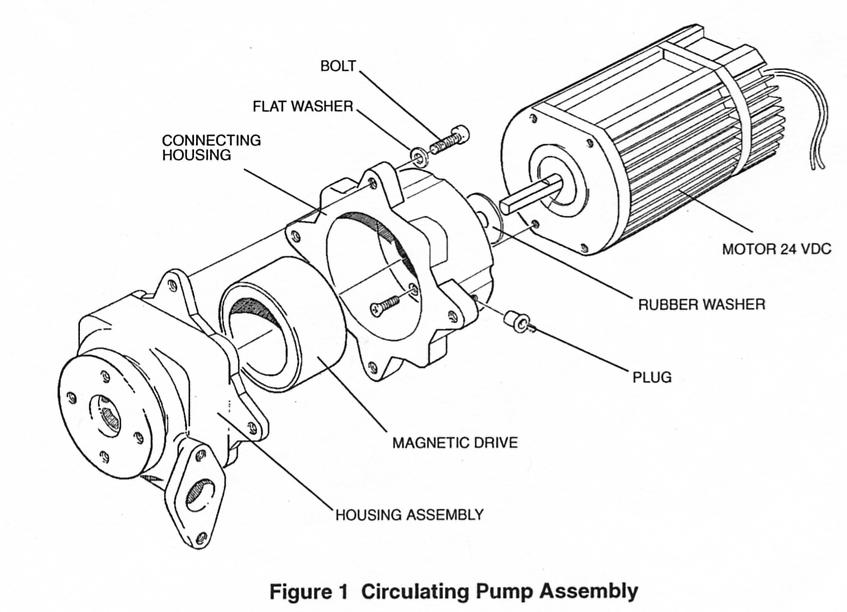 BOLT
FLAT WASHER
CONNECTING
HOUSING
MOTOR 24 VDC
RUBBER WASHER
PLUG
MAGNETIC DRIVE
HOUSING ASSEMBLY
Figure 1 Circulating Pump Assembly